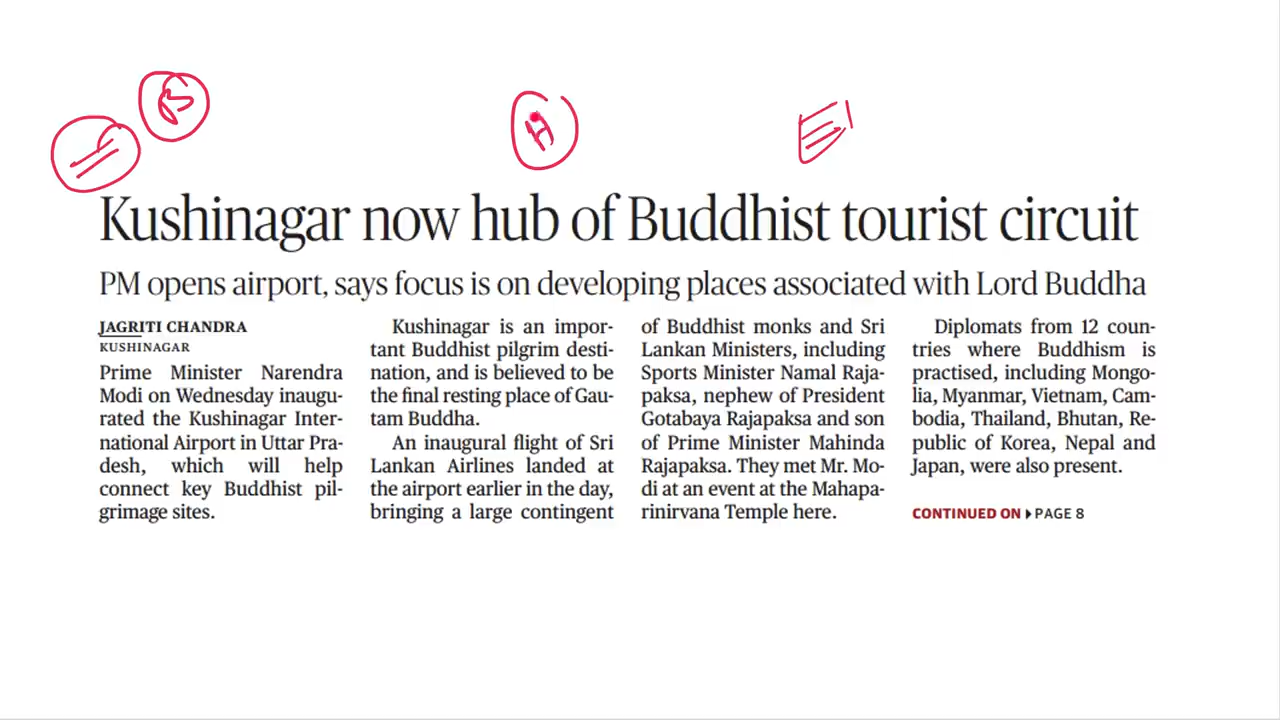 Kushinagar now hub of Buddhist tourist circuit
PM opens airport, says focus is on developing places associated with Lord Buddha
JAGRITI CHANDRA
KUSHINAGAR
Prime Minister Narendra
Modi on Wednesday inaugu-
rated the Kushinagar Inter-
national Airport in Uttar Pra-
desh, which will help
connect key Buddhist pil-
grimage sites.
Kushinagar is an impor-
tant Buddhist pilgrim desti-
nation, and is believed to be
the final resting place of Gau-
tam Buddha.
An inaugural flight of Sri
Lankan Airlines landed at
the airport earlier in the day,
bringing a large contingent
of Buddhist monks and Sri
Lankan Ministers, including
Sports Minister Namal Raja-
paksa, nephew of President
Gotabaya Rajapaksa and son
of Prime Minister Mahinda
Rajapaksa. They met Mr. Mo-
di at an event at the Mahapa-
rinirvana Temple here.
Diplomats from 12 coun-
tries where Buddhism is
practised, including Mongo-
lia, Myanmar, Vietnam, Cam-
bodia, Thailand, Bhutan, Re-
public of Korea, Nepal and
Japan, were also present.
CONTINUED ON PAGE 8